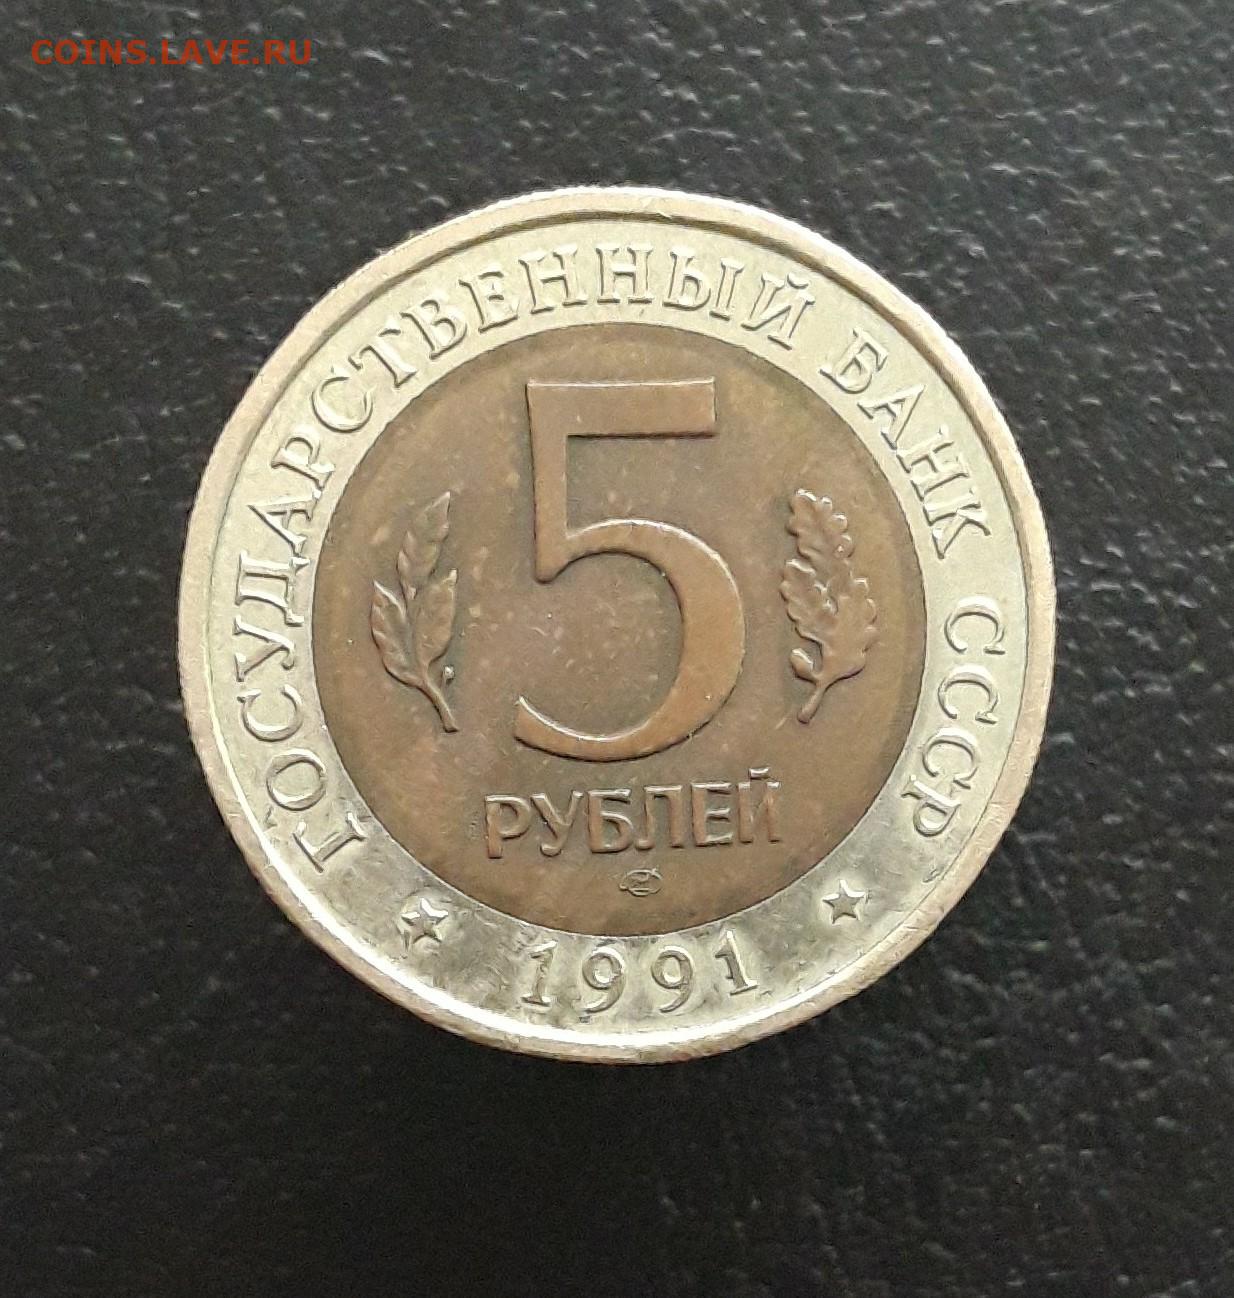 COINS.LAVE.RU
ГОСУДАРСТВЕННЫЙ БАНК СССР
5
РУБЛЕЙ
1991